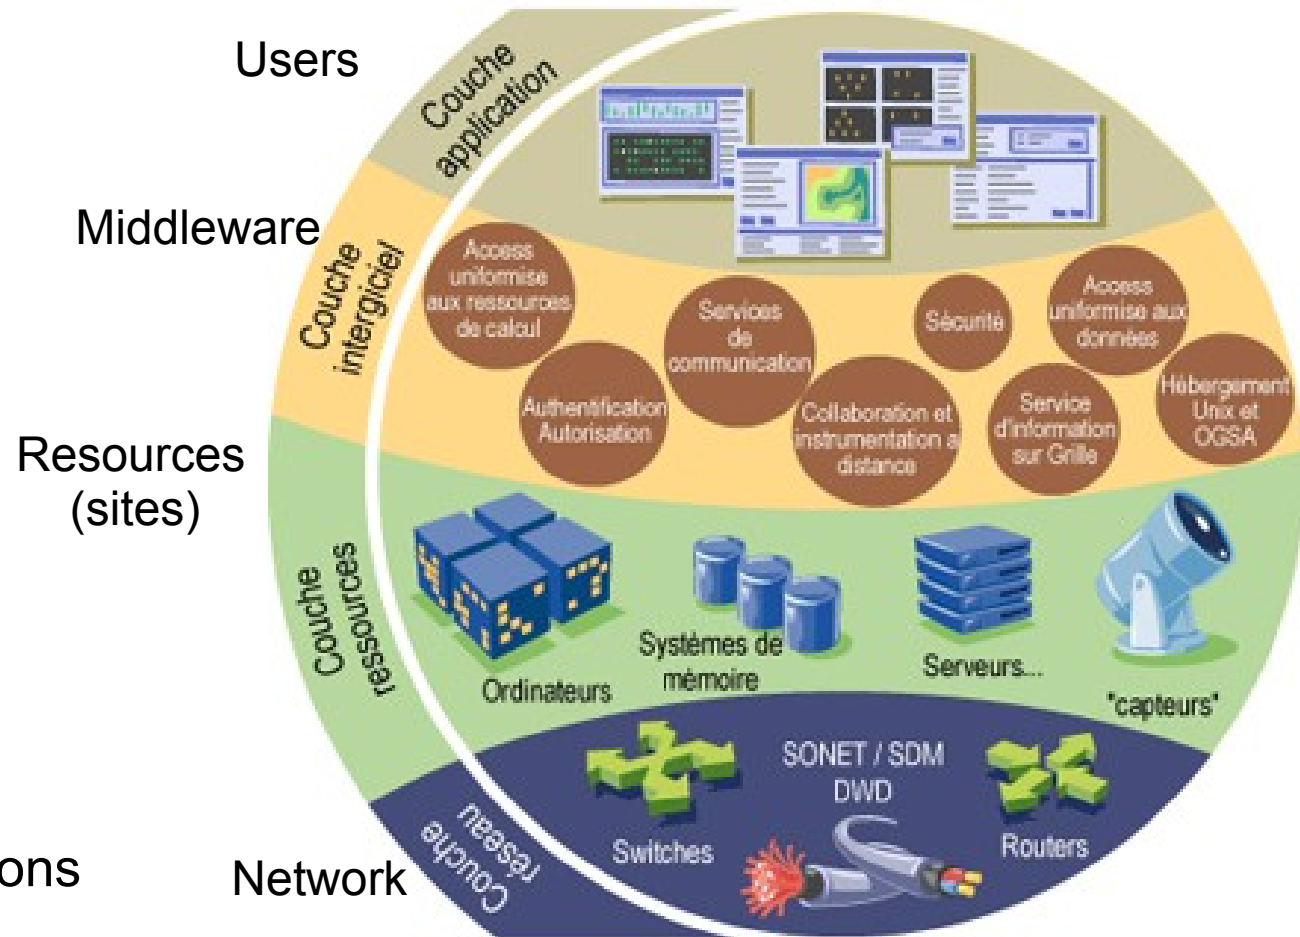 Users
Couche
application
Middleware
Couche
intergiciel
Access
uniformise
aux ressources
de calcul
Services
de
communication
Sécurité
Access
uniformise aux
données
Authentification
Autorisation
Collaboration et
instrumentation a
distance
Service
d'information
sur Grille
Hébergement
Unix et
OGSA
Resources
(sites)
Couche
ressources
Ordinateurs
Systèmes de
mémoire
Serveurs...
"capteurs"
SONET / SDM
DWD
Switches
Routers
Couche
réseau
ons
Network